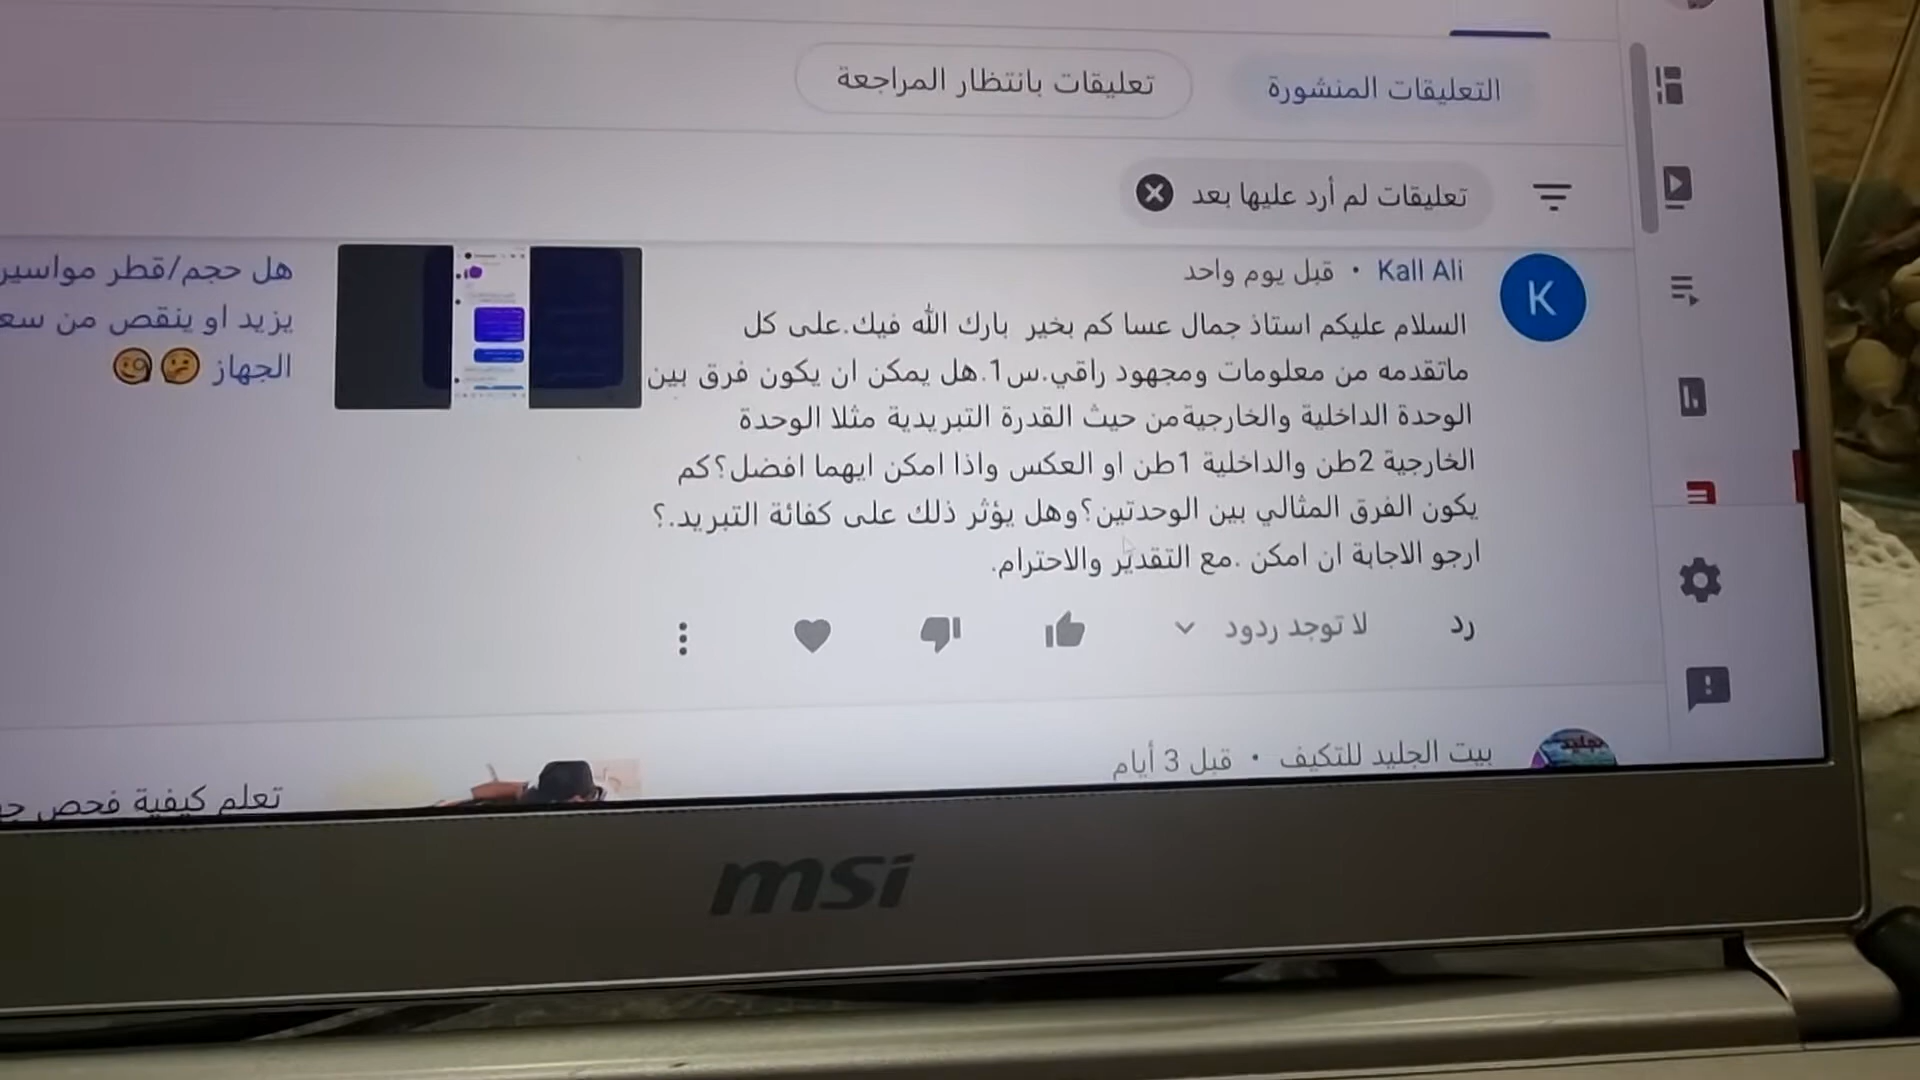 التعليقات المنشورة
تعليقات بانتظار المراجعة
تعليقات لم أرد عليها بعد
K
Kall Ali • قبل يوم واحد
السلام عليكم استاذ جمال عسا كم بخير بارك الله فيك.على كل
ماتقدمه من معلومات ومجهود راقي.س1.هل يمكن ان يكون فرق بين
الوحدة الداخلية والخارجيةمن حيث القدرة التبريدية مثلا الوحدة
الخارجية 2طن والداخلية 1طن او العكس واذا امكن ايهما افضل؟كم
يكون الفرق المثالي بين الوحدتين؟وهل يؤثر ذلك على كفائة التبريد.؟
ارجو الاجابة ان امكن .مع التقدير والاحترام.
رد
لا توجد ردود
هل حجم/قطر مواسير
يزيد او ينقص من
الجهاز 🤔🧐
بيت الجليد للتكيف • قبل 3 أيام
تعلم كيفية فحص
msi